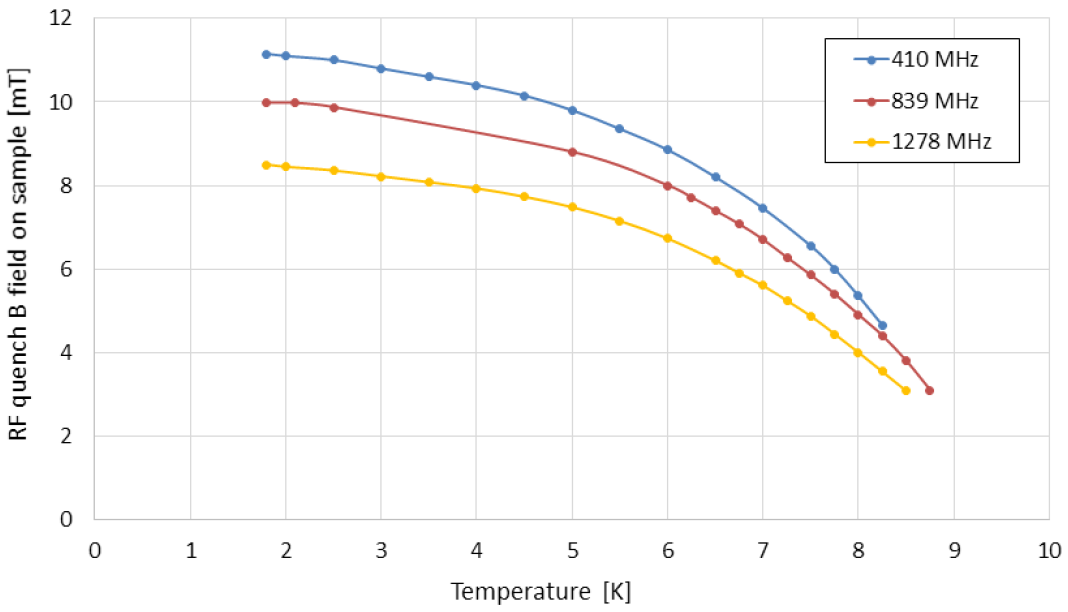 RF quench B field on sample [mT]
12
10
8
6
4
2
0
0 1 2 3 4 5 6 7 8 9 10
Temperature [K]
410 MHz
839 MHz
1278 MHz